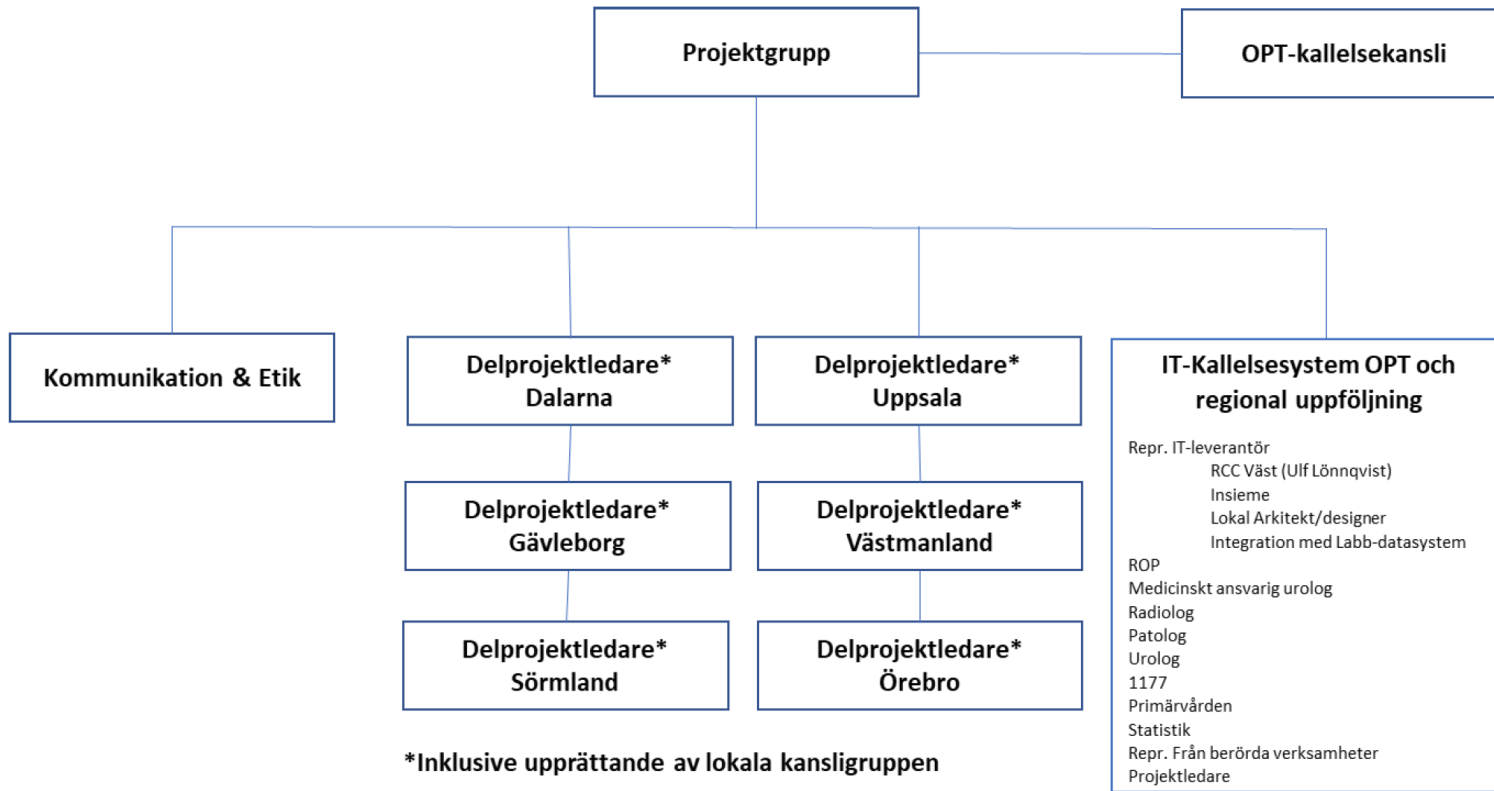 Projektgrupp
OPT-kallelsekansli
Kommunikation & Etik
Delprojektledare*
Dalarna
Delprojektledare*
Gävleborg
Delprojektledare*
Sörmland
Delprojektledare*
Uppsala
Delprojektledare*
Västmanland
Delprojektledare*
Örebro
IT-Kallelsesystem OPT och
regional uppföljning
Repr. IT-leverantör
RCC Väst (Ulf Lönnqvist)
Insieme
Lokal Arkitekt/designer
Integration med Labb-datasystem
ROP
Medicinskt ansvarig urolog
Radiolog
Patolog
Urolog
1177
Primärvården
Statistik
Repr. Från berörda verksamheter
Projektledare
*Inklusive upprättande av lokala kansligruppen